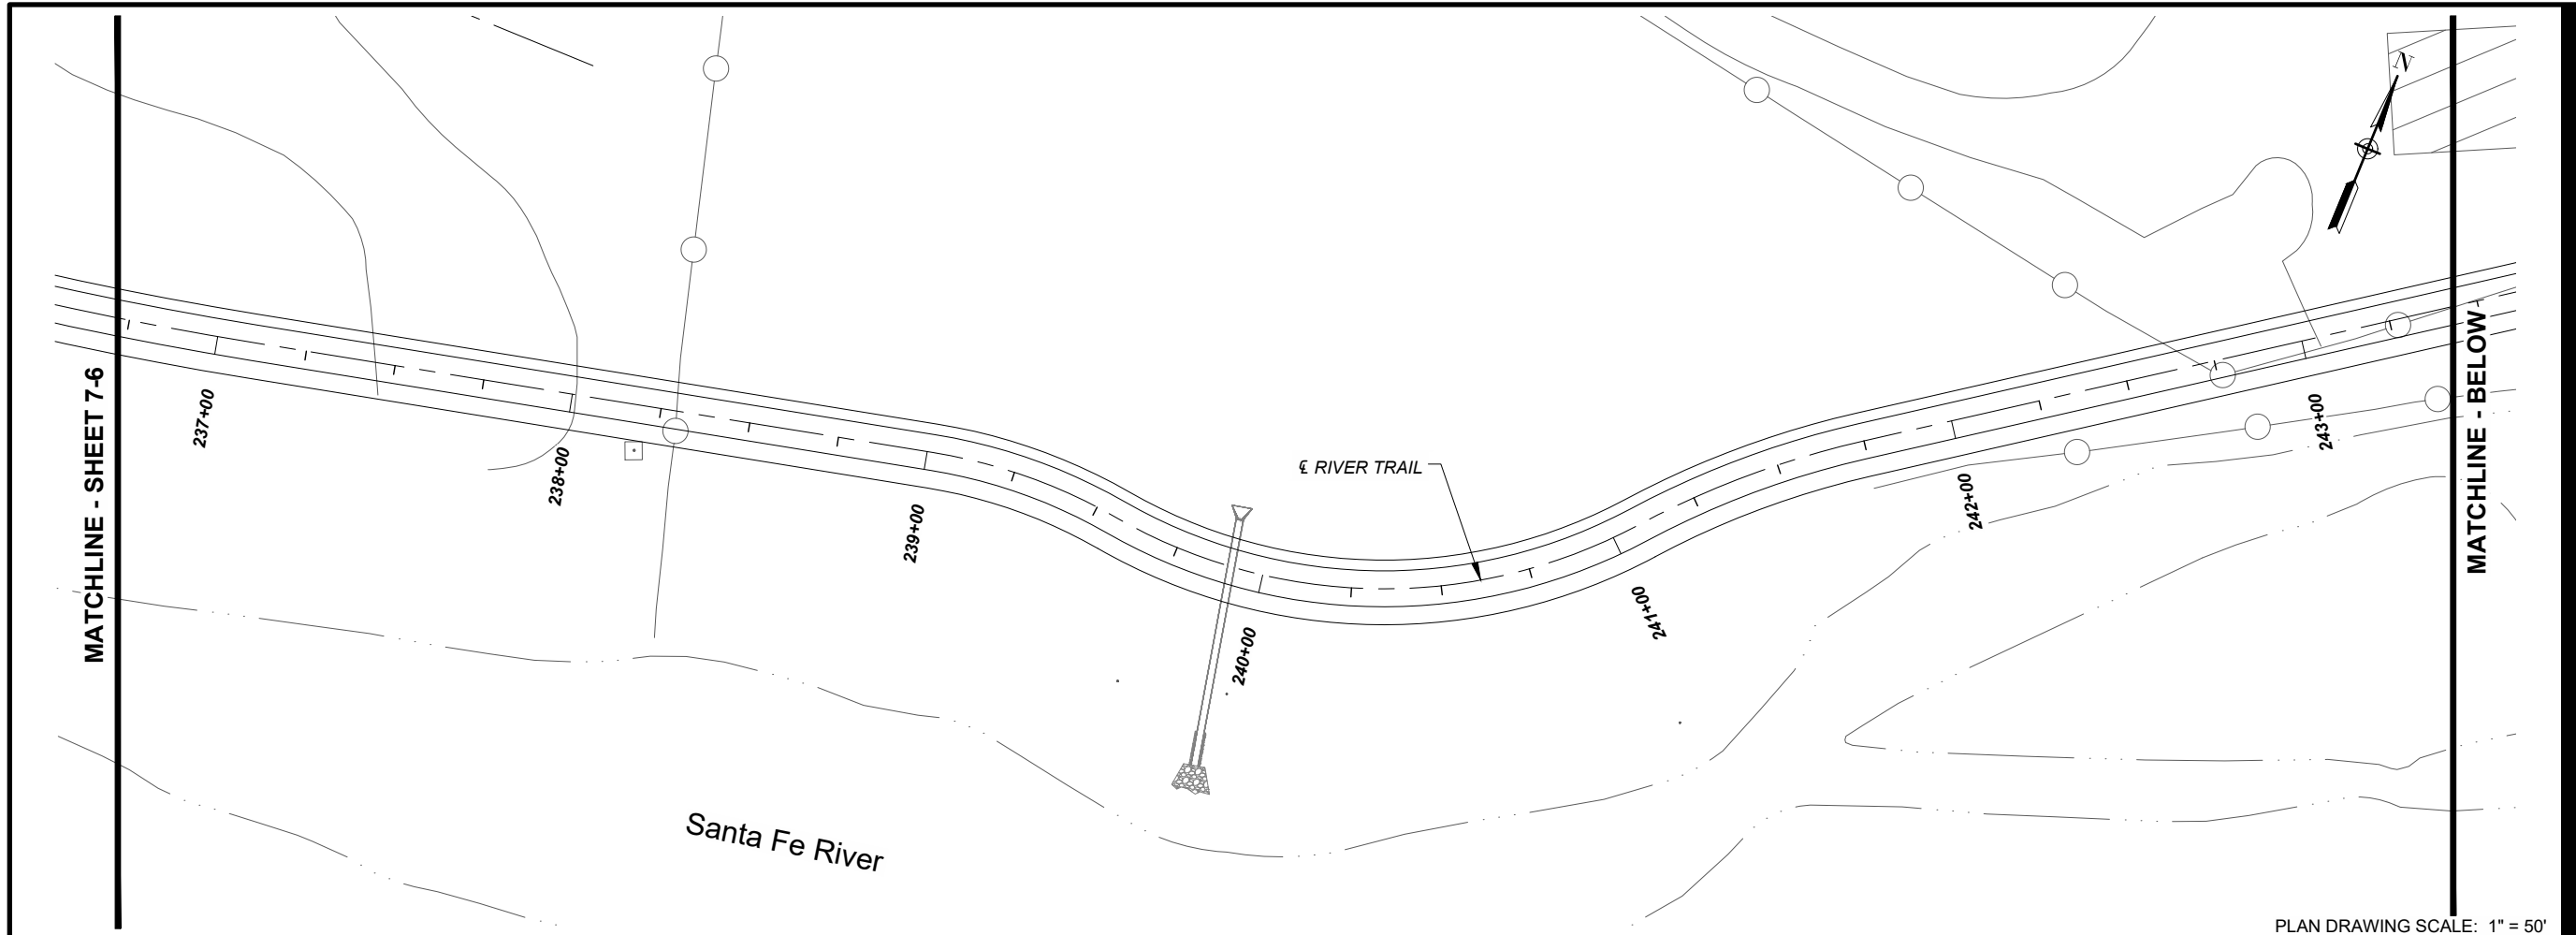 N
MATCHLINE - SHEET 7-6
237+00
238+00
239+00
240+00
℄ RIVER TRAIL
241+00
242+00
243+00
MATCHLINE - BELOW
Santa Fe River
PLAN DRAWING SCALE: 1" = 50'